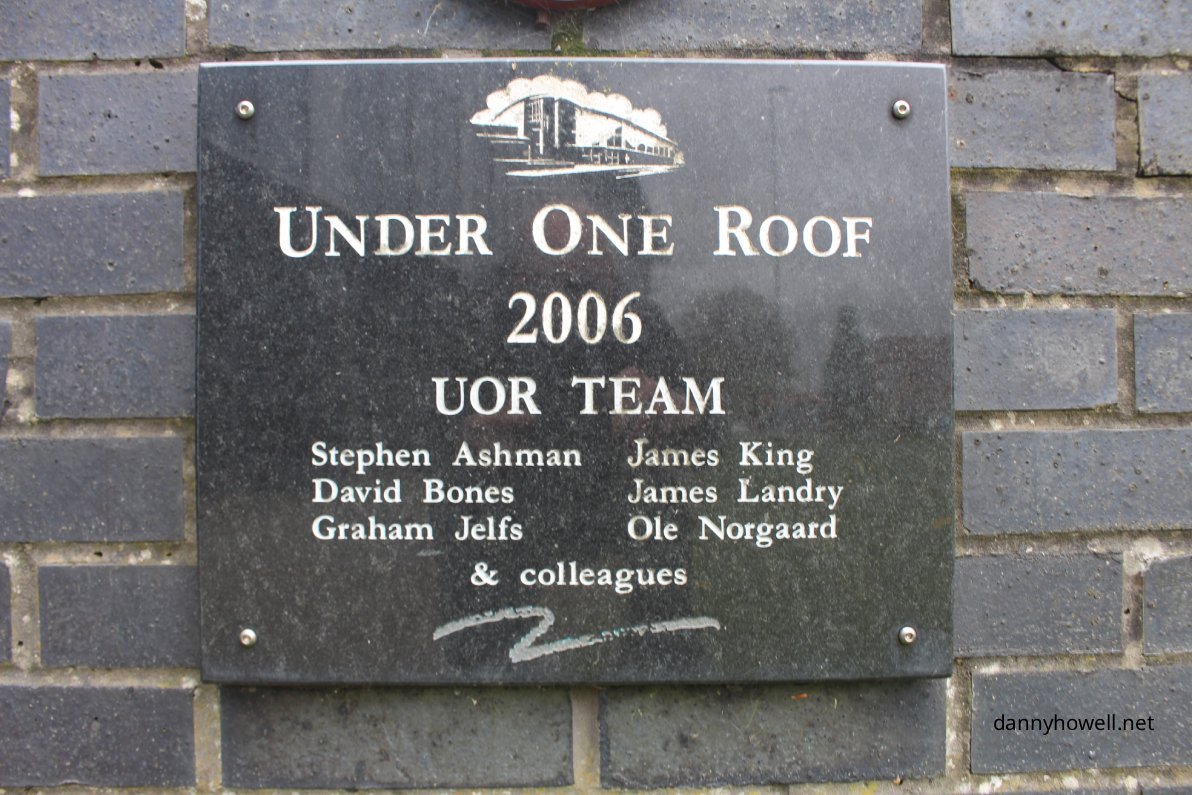 UNDER ONE ROOF
2006
UOR TEAM
Stephen Ashman James King
David Bones James Landry
Graham Jelfs Ole Norgaard
& colleagues
dannyhowell.net